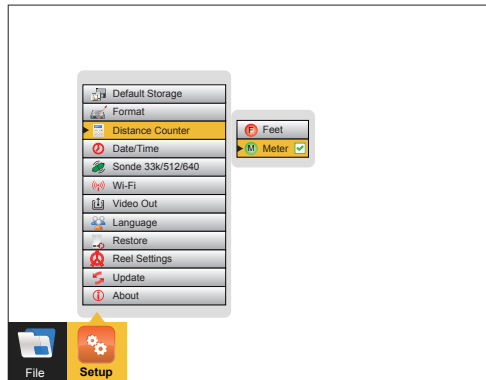 Default Storage
Format
Distance Counter
Date/Time
Sonde 33k/512/640
Wi-Fi
Video Out
Language
Restore
Reel Settings
Update
About
F Feet
M Meter
File
Setup